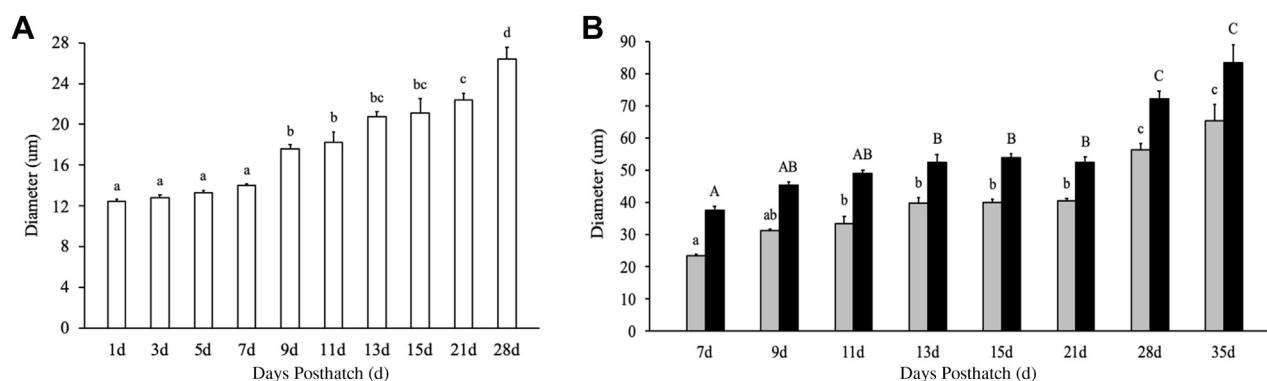 A
Diameter (um)
28
24
20
16
12
8
4
0
a
a
a
a
b
b
bc
bc
c
d
1d 3d 5d 7d 9d 11d 13d 15d 21d 28d
Days Posthatch (d)
B
Diameter (um)
90
80
70
60
50
40
30
20
10
0
a A
ab AB
b AB
b B
b B
b B
c C
c C
7d 9d 11d 13d 15d 21d 28d 35d
Days Posthatch (d)